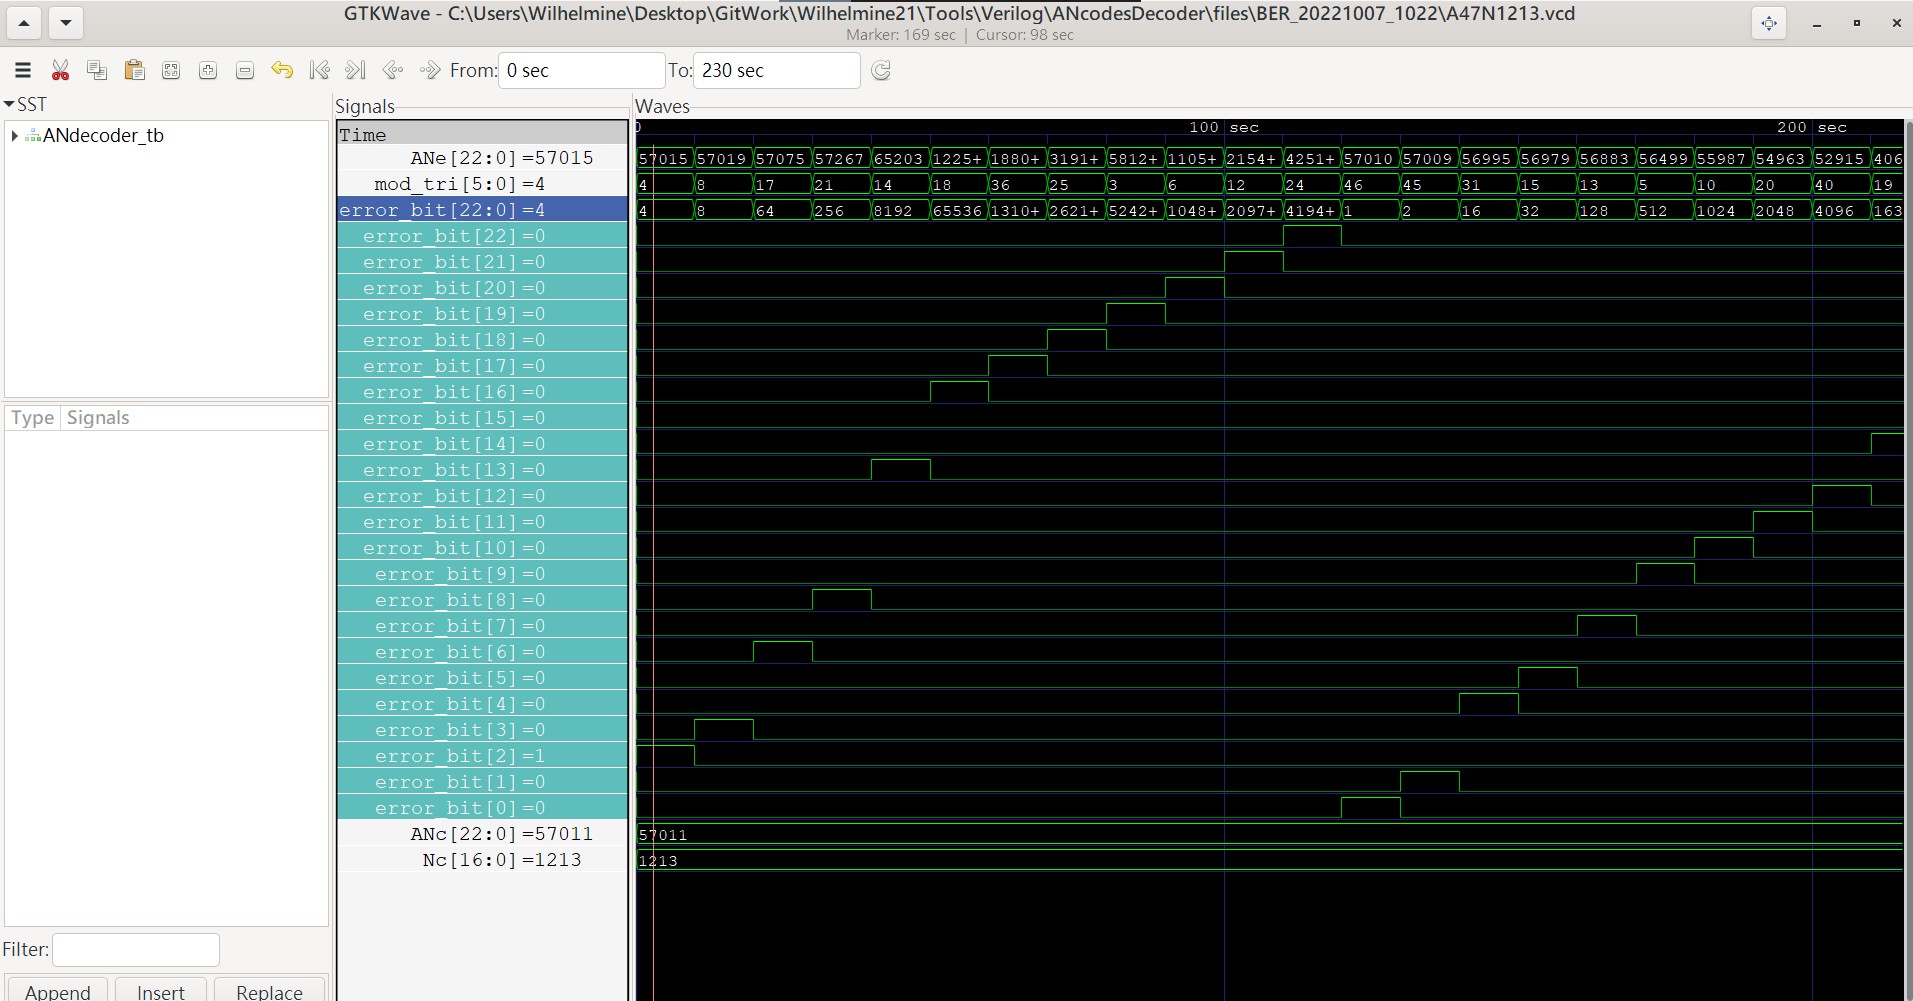 GTKWave - C:\Users\Wilhelmine\Desktop\GitWork\Wilhelmine21\Tools\Verilog\ANcodesDecoder\files\BER_20221007_1022\A47N1213.vcd
Marker: 169 sec | Cursor: 98 sec
From: 0 sec To: 230 sec
SST
ANdecoder_tb
Type Signals
Filter:
Append Insert Replace
Signals
Time
ANe[22:0]=57015
mod_tri[5:0]=4
error_bit[22:0]=4
error_bit[22]=0
error_bit[21]=0
error_bit[20]=0
error_bit[19]=0
error_bit[18]=0
error_bit[17]=0
error_bit[16]=0
error_bit[15]=0
error_bit[14]=0
error_bit[13]=0
error_bit[12]=0
error_bit[11]=0
error_bit[10]=0
error_bit[9]=0
error_bit[8]=0
error_bit[7]=0
error_bit[6]=0
error_bit[5]=0
error_bit[4]=0
error_bit[3]=0
error_bit[2]=1
error_bit[1]=0
error_bit[0]=0
ANc[22:0]=57011
Nc[16:0]=1213
Waves
0 100 sec 200 sec
57015 57019 57075 57267 65203 1225+ 1880+ 3191+ 5812+ 1105+ 2154+ 4251+ 57010 57009 56995 56979 56883 56499 55987 54963 52915 406
4 8 17 21 14 18 36 25 3 6 12 24 46 45 31 15 13 5 10 20 40 19
4 8 64 256 8192 65536 1310+ 2621+ 5242+ 1048+ 2097+ 4194+ 1 2 16 32 128 512 1024 2048 4096 163
57011
1213